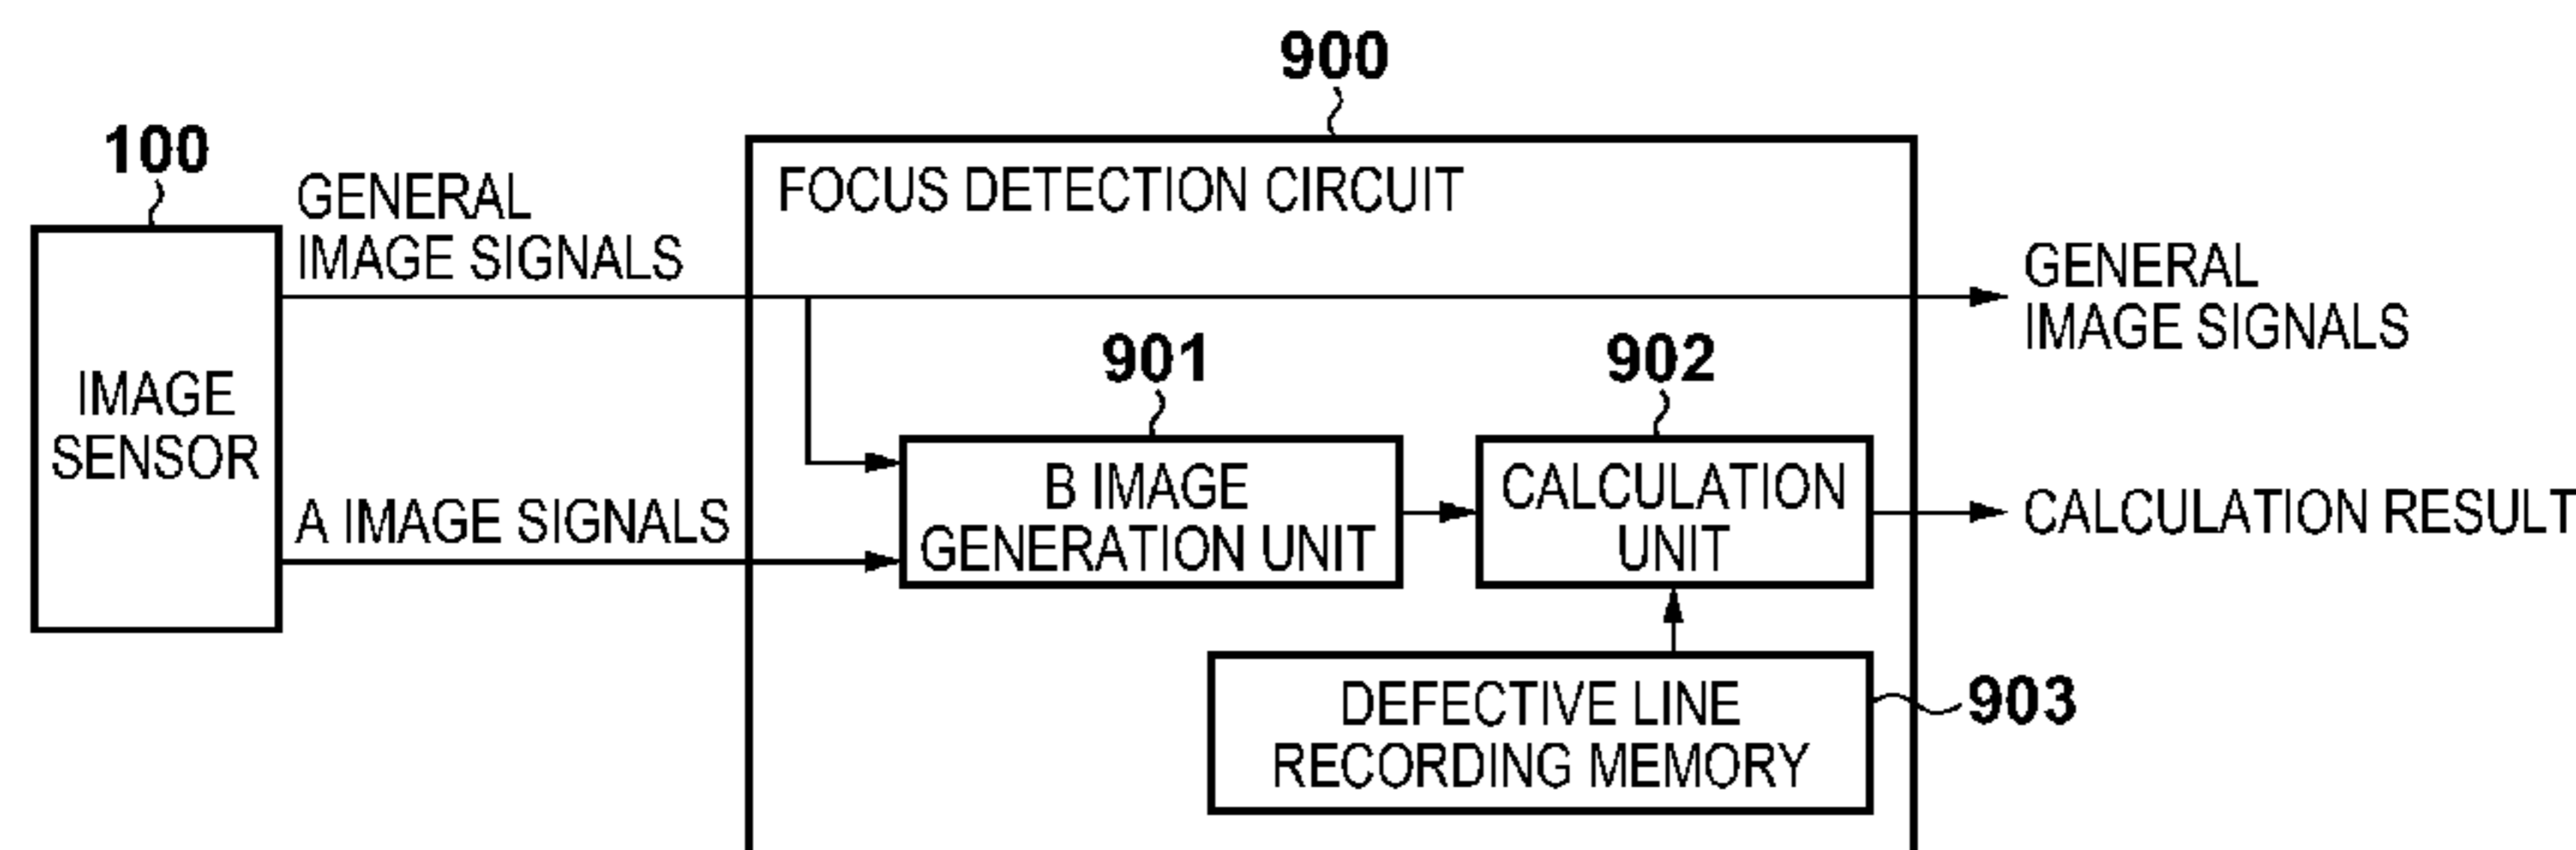 900
100
GENERAL
IMAGE SIGNALS
FOCUS DETECTION CIRCUIT
GENERAL
IMAGE SIGNALS
901
902
IMAGE
SENSOR
A IMAGE SIGNALS
B IMAGE
GENERATION UNIT
CALCULATION
UNIT
CALCULATION RESULT
DEFECTIVE LINE
RECORDING MEMORY
903